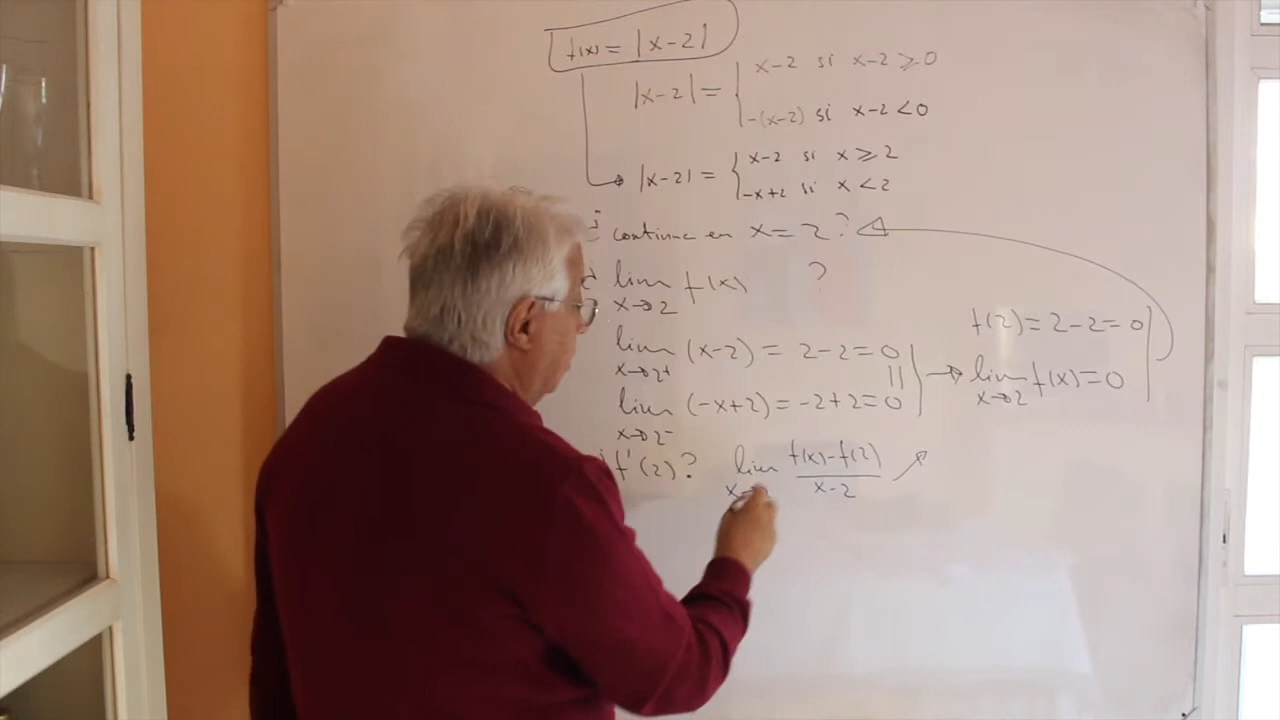 f(x) = |x-2|
|x-2| = { x-2 si x-2 ⩾ 0
-(x-2) si x-2 < 0
|x-2| = { x-2 si x ⩾ 2
-x+2 si x < 2
continua en x = 2?
lim f(x) ?
x→2
lim (x-2) = 2-2 = 0
x→2+
||
lim (-x+2) = -2+2 = 0
x→2-
→ lim f(x) = 0
x→2
f(2) = 2-2 = 0
f'(2)? lim f(x)-f(2) / x-2